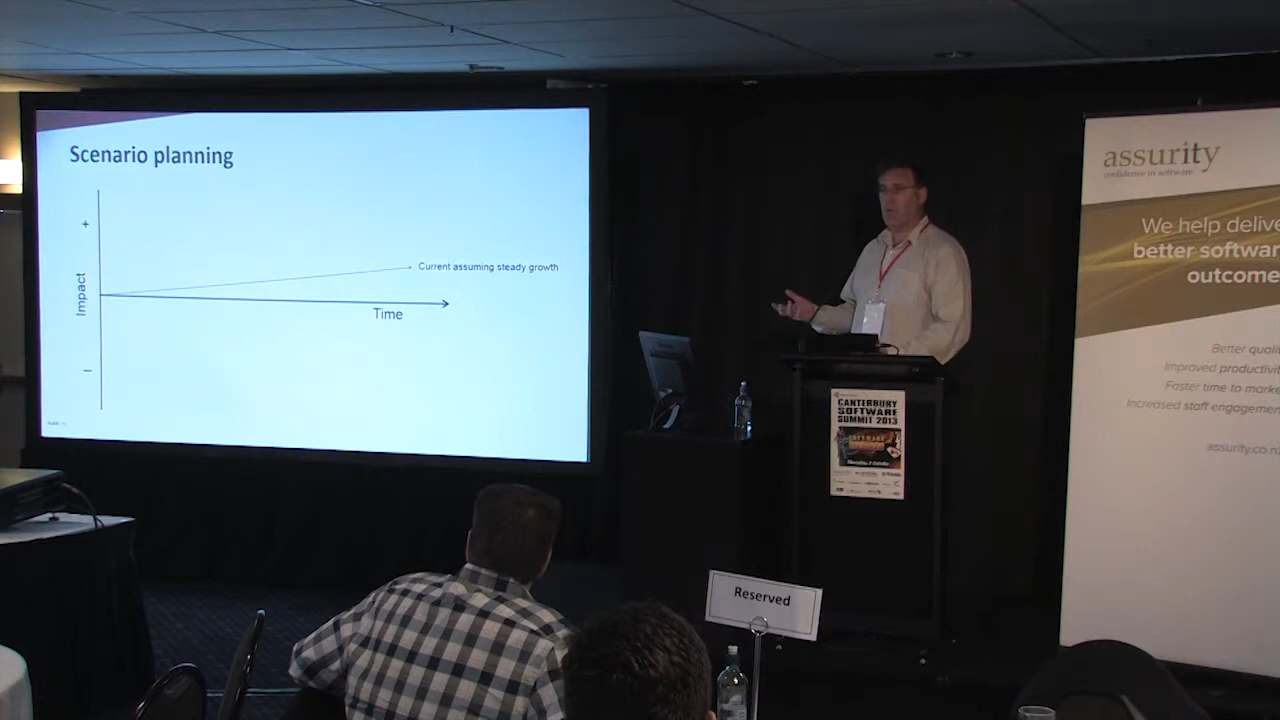 Scenario planning
+
Impact
–
Current assuming steady growth
Time
CANTERBURY
SOFTWARE
SUMMIT 2013
Reserved
assurity
confidence in software
We help delive
better softwar
outcome
Better quali
Improved productivit
Faster time to marke
Increased staff engagemen
assurity.co.nz